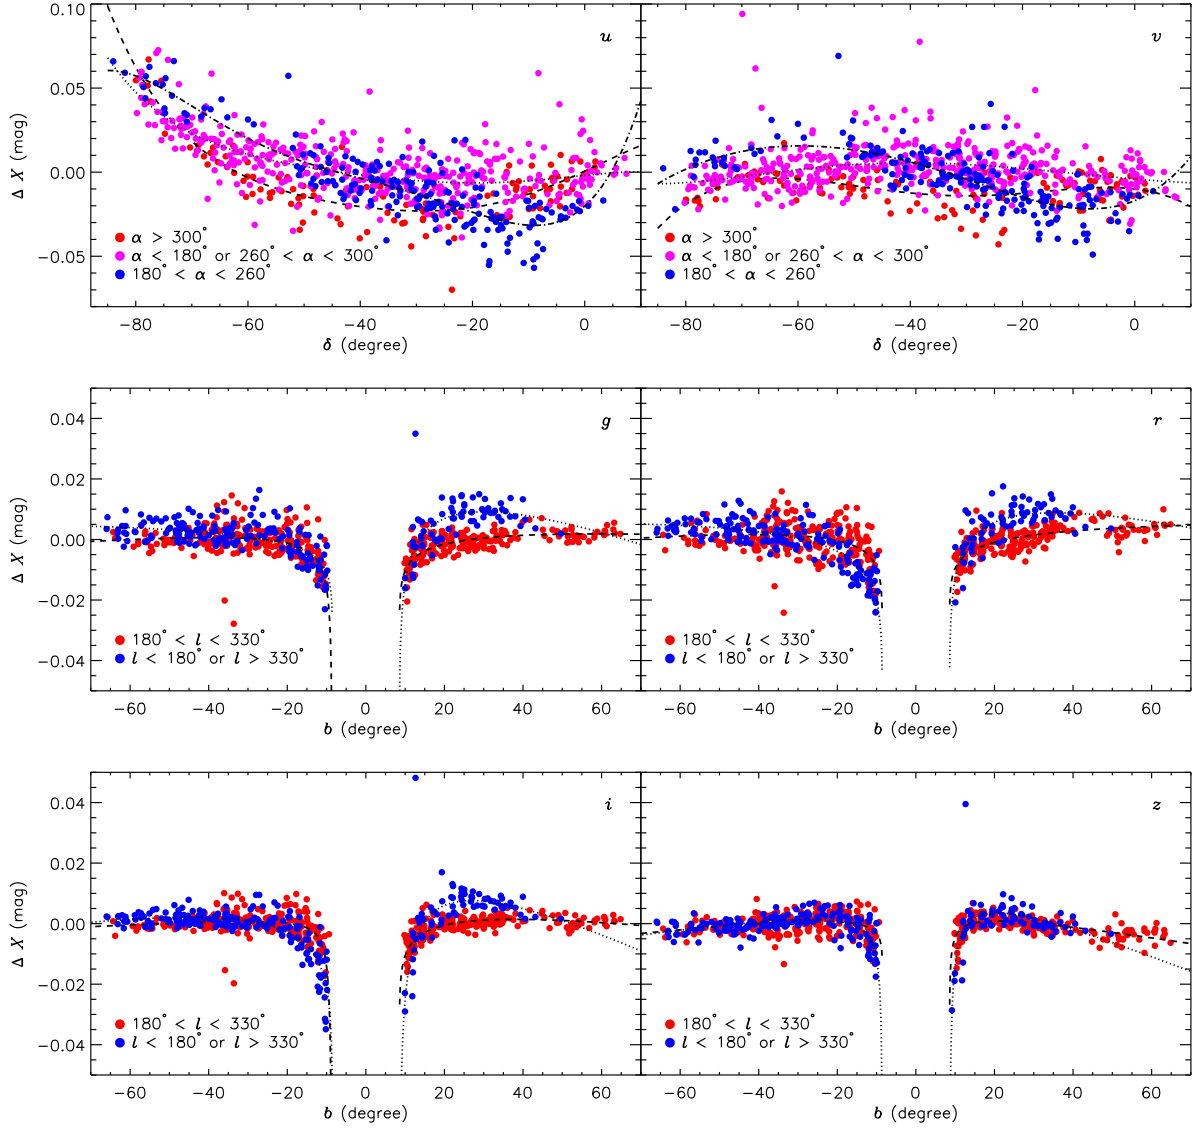 0.10
0.05
0.00
−0.05
Δ X (mag)
u
α > 300°
α < 180° or 260° < α < 300°
180° < α < 260°
−80 −60 −40 −20 0
δ (degree)
v
α > 300°
α < 180° or 260° < α < 300°
180° < α < 260°
−80 −60 −40 −20 0
δ (degree)
0.04
0.02
0.00
−0.02
−0.04
Δ X (mag)
g
180° < l < 330°
l < 180° or l > 330°
−60 −40 −20 0 20 40 60
b (degree)
r
180° < l < 330°
l < 180° or l > 330°
−60 −40 −20 0 20 40 60
b (degree)
0.04
0.02
0.00
−0.02
−0.04
Δ X (mag)
i
180° < l < 330°
l < 180° or l > 330°
−60 −40 −20 0 20 40 60
b (degree)
z
180° < l < 330°
l < 180° or l > 330°
−60 −40 −20 0 20 40 60
b (degree)